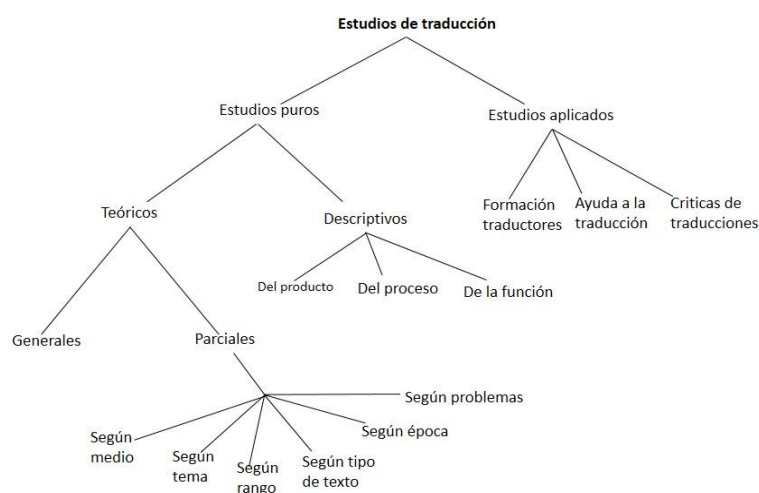 Estudios de traducción
Estudios puros
Estudios aplicados
Teóricos
Descriptivos
Formación
traductores
Ayuda a la
traducción
Criticas de
traducciones
Del producto
Del proceso
De la función
Generales
Parciales
Según problemas
Según época
Según
medio
Según
tema
Según
rango
Según tipo
de texto